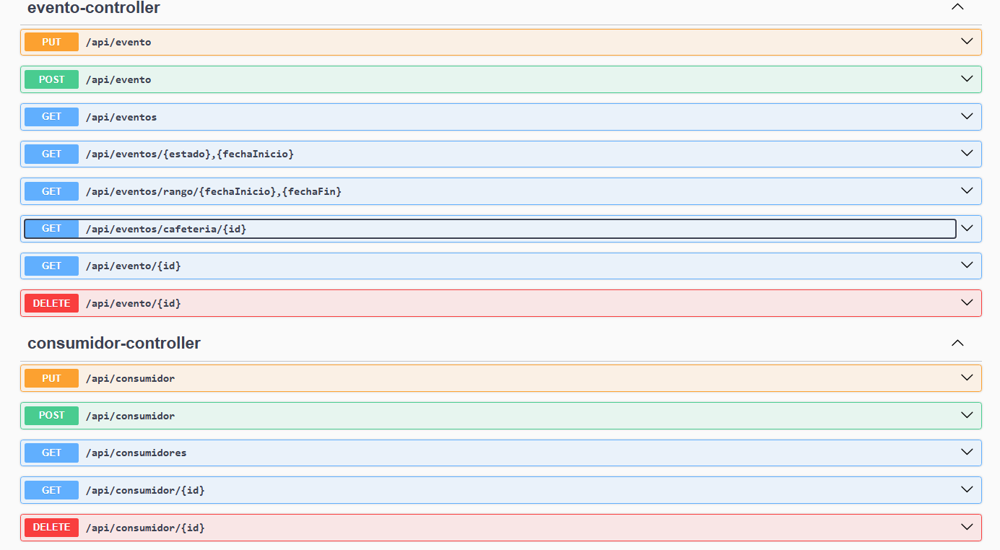 evento-controller
PUT /api/evento
POST /api/evento
GET /api/eventos
GET /api/eventos/{estado},{fechaInicio}
GET /api/eventos/rango/{fechaInicio},{fechaFin}
GET /api/eventos/cafeteria/{id}
GET /api/evento/{id}
DELETE /api/evento/{id}
consumidor-controller
PUT /api/consumidor
POST /api/consumidor
GET /api/consumidores
GET /api/consumidor/{id}
DELETE /api/consumidor/{id}